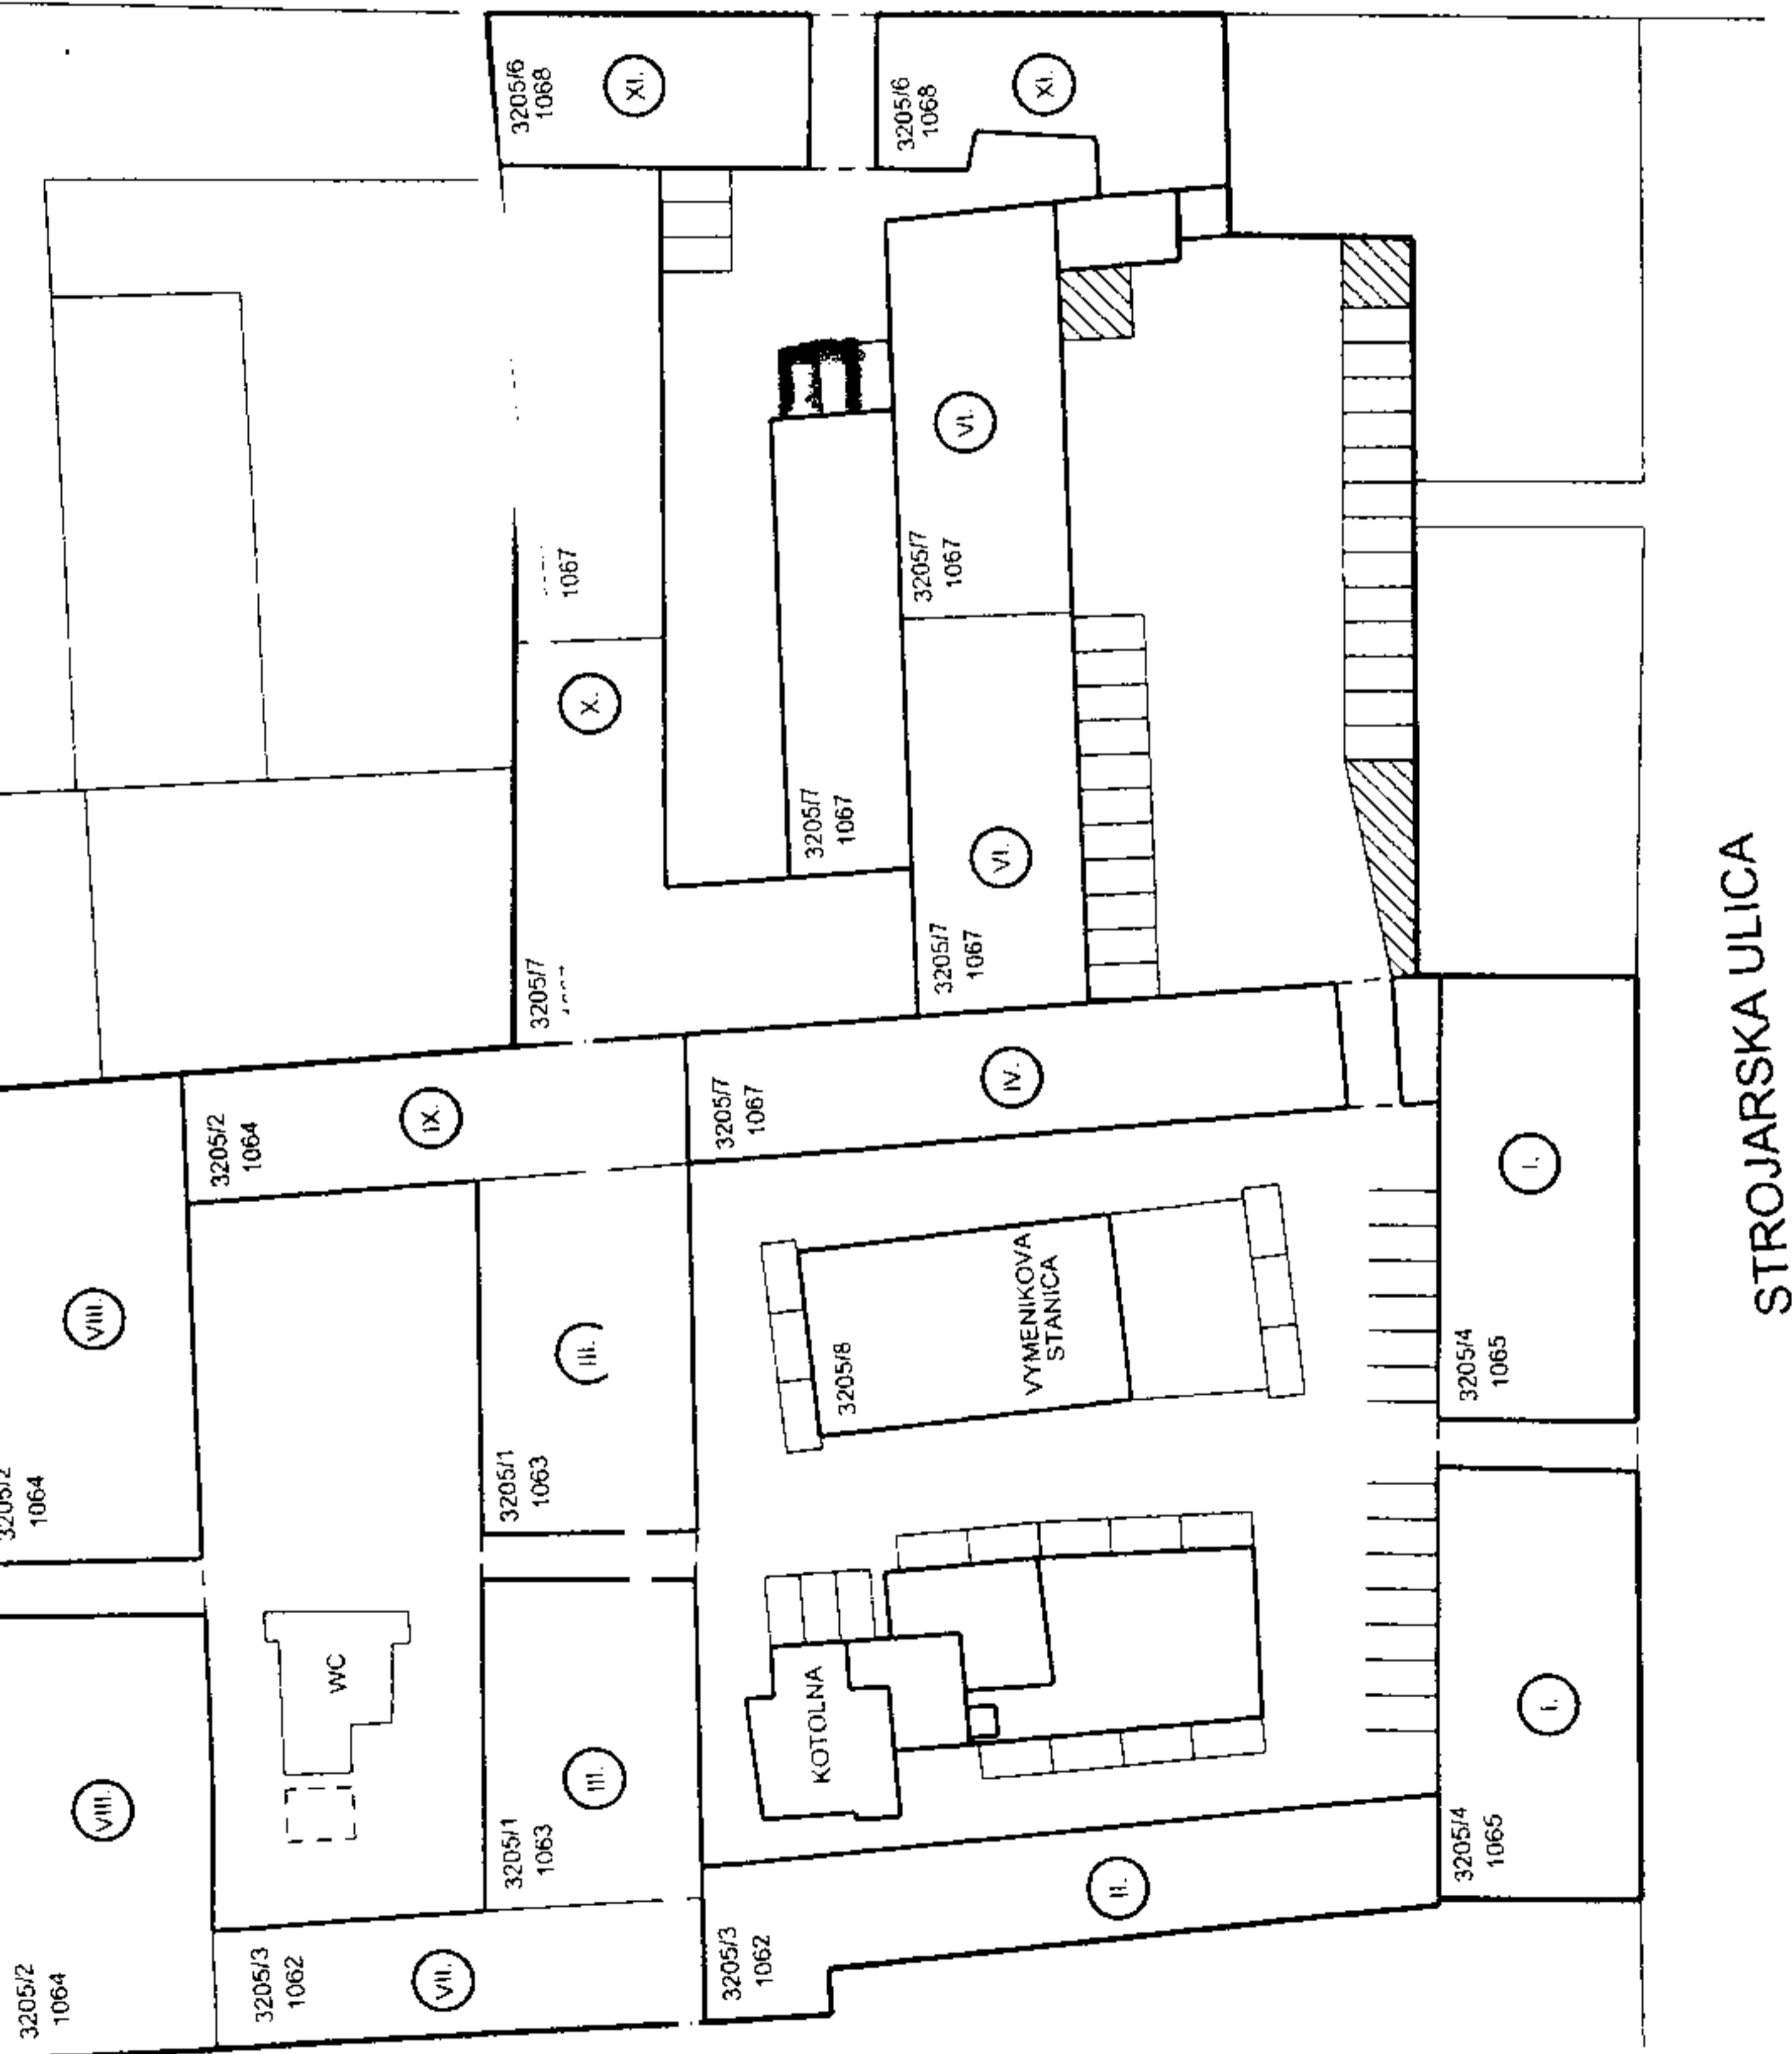 3205/6
1068
XI.
3205/6
1068
XI.
1067
X.
3205/7
1067
VI.
3205/7
1067
3205/7
3205/7
1067
VI.
3205/2
1064
IX.
3205/7
1067
IV.
VIII.
1064
3205/1
1063
III.
3205/8
VYMENIKOVA
STANICA
3205/4
1065
I.
VIII.
WC
3205/1
1063
III.
KOTOLNA
3205/4
1065
I.
3205/2
1064
3205/3
1062
VII.
3205/3
1062
II.
STROJARSKA ULICA